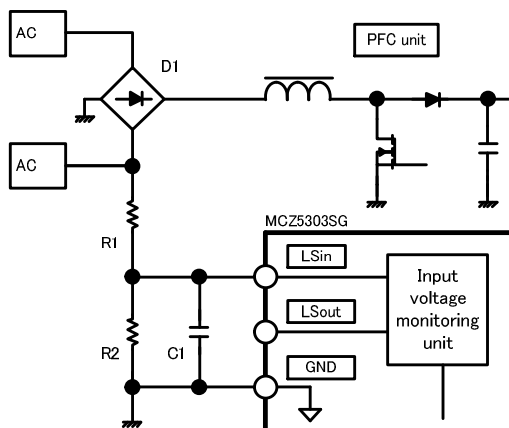 AC
PFC unit
D1
AC
R1
MCZ5303SG
LSin
Input
voltage
monitoring
unit
LSout
R2
C1
GND